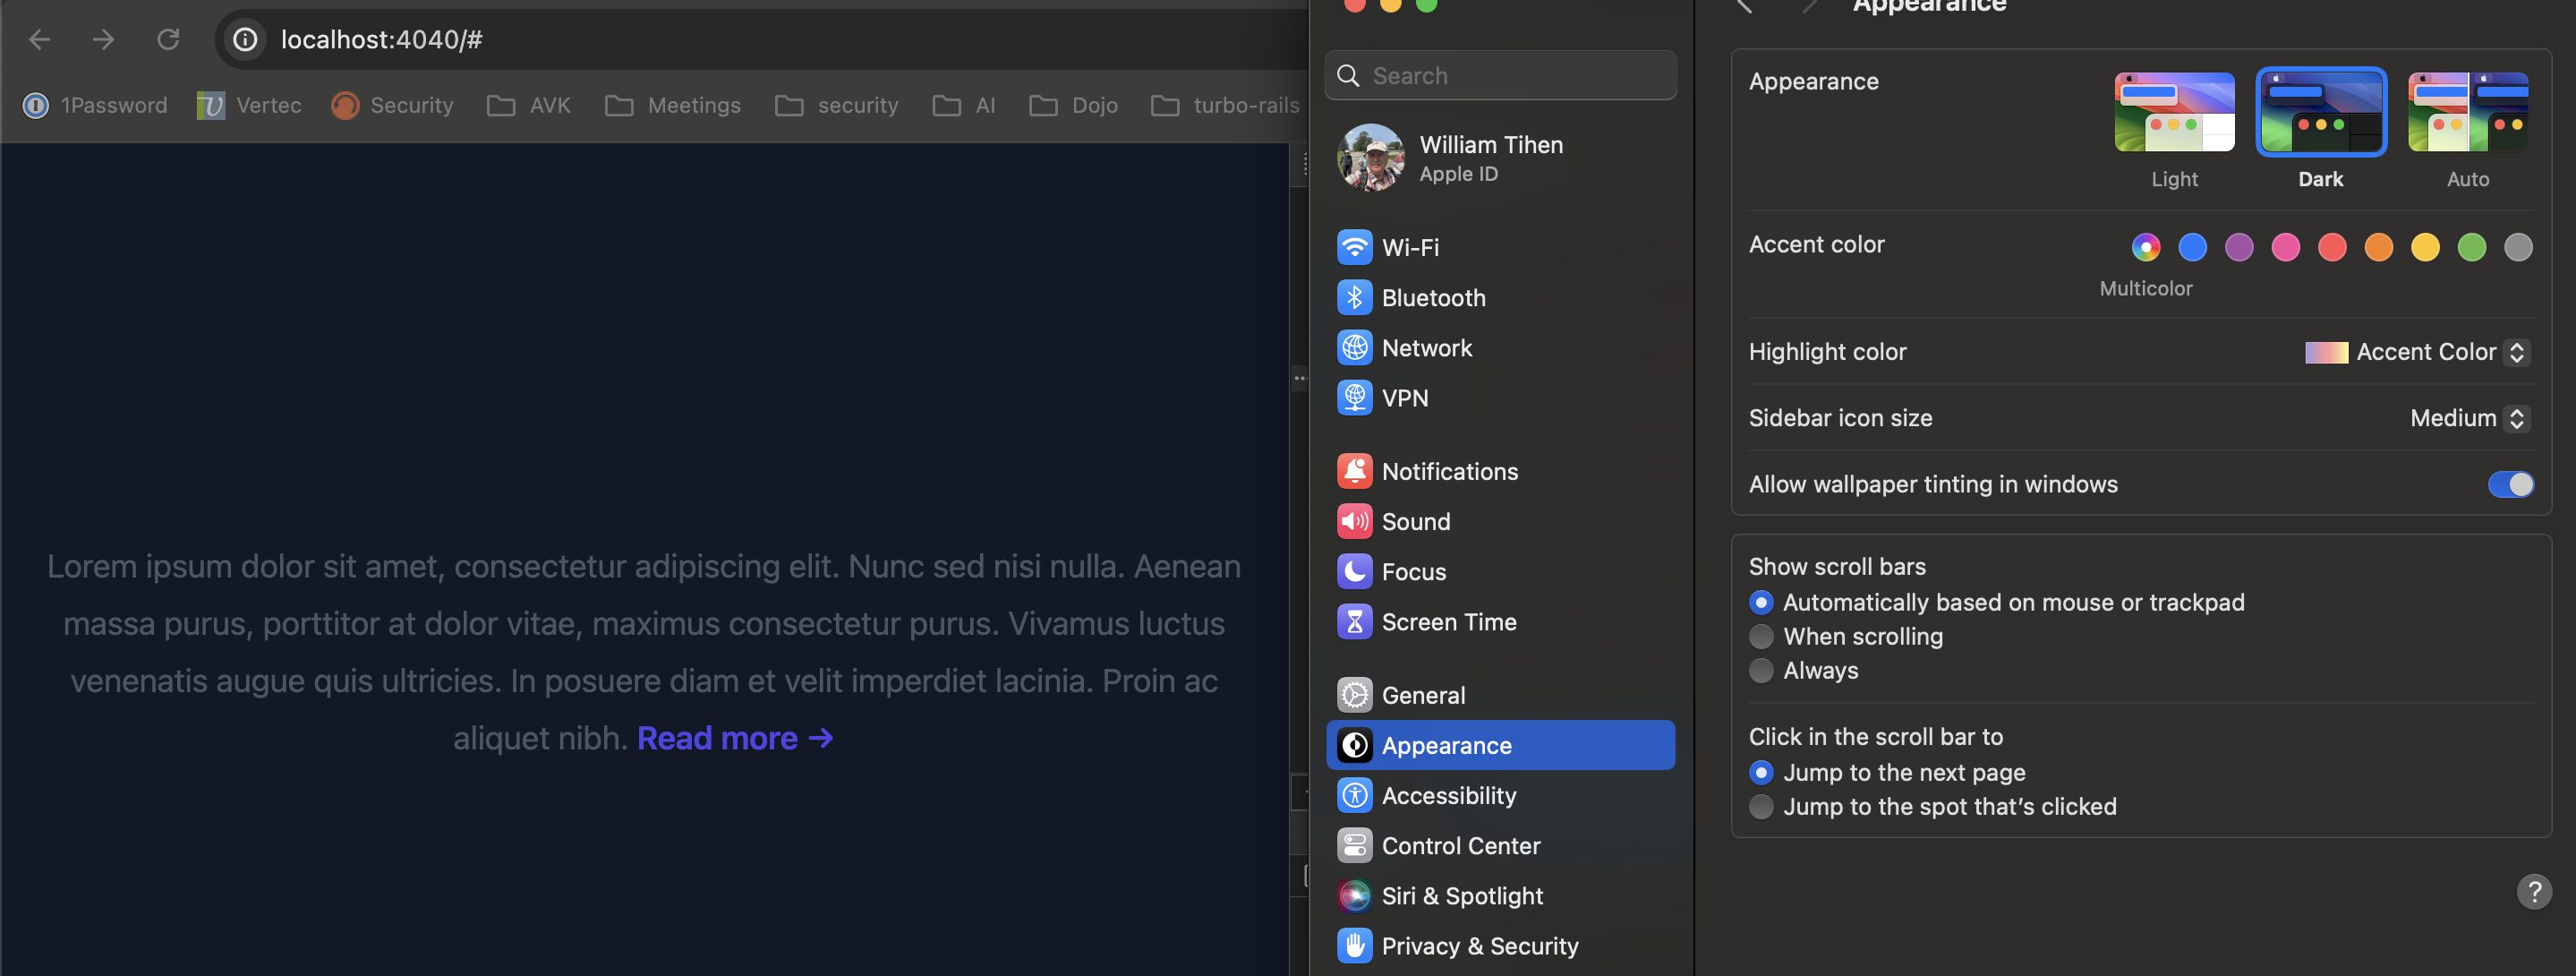 localhost:4040/#
1Password
Vertec
Security
AVK
Meetings
security
AI
Dojo
turbo-rails
Lorem ipsum dolor sit amet, consectetur adipiscing elit. Nunc sed nisi nulla. Aenean
massa purus, porttitor at dolor vitae, maximus consectetur purus. Vivamus luctus
venenatis augue quis ultricies. In posuere diam et velit imperdiet lacinia. Proin ac
aliquet nibh. Read more →
Search
William Tihen
Apple ID
Wi-Fi
Bluetooth
Network
VPN
Notifications
Sound
Focus
Screen Time
General
Appearance
Accessibility
Control Center
Siri & Spotlight
Privacy & Security
Appearance
Appearance
Light
Dark
Auto
Accent color
Multicolor
Highlight color
Accent Color
Sidebar icon size
Medium
Allow wallpaper tinting in windows
Show scroll bars
Automatically based on mouse or trackpad
When scrolling
Always
Click in the scroll bar to
Jump to the next page
Jump to the spot that’s clicked
?